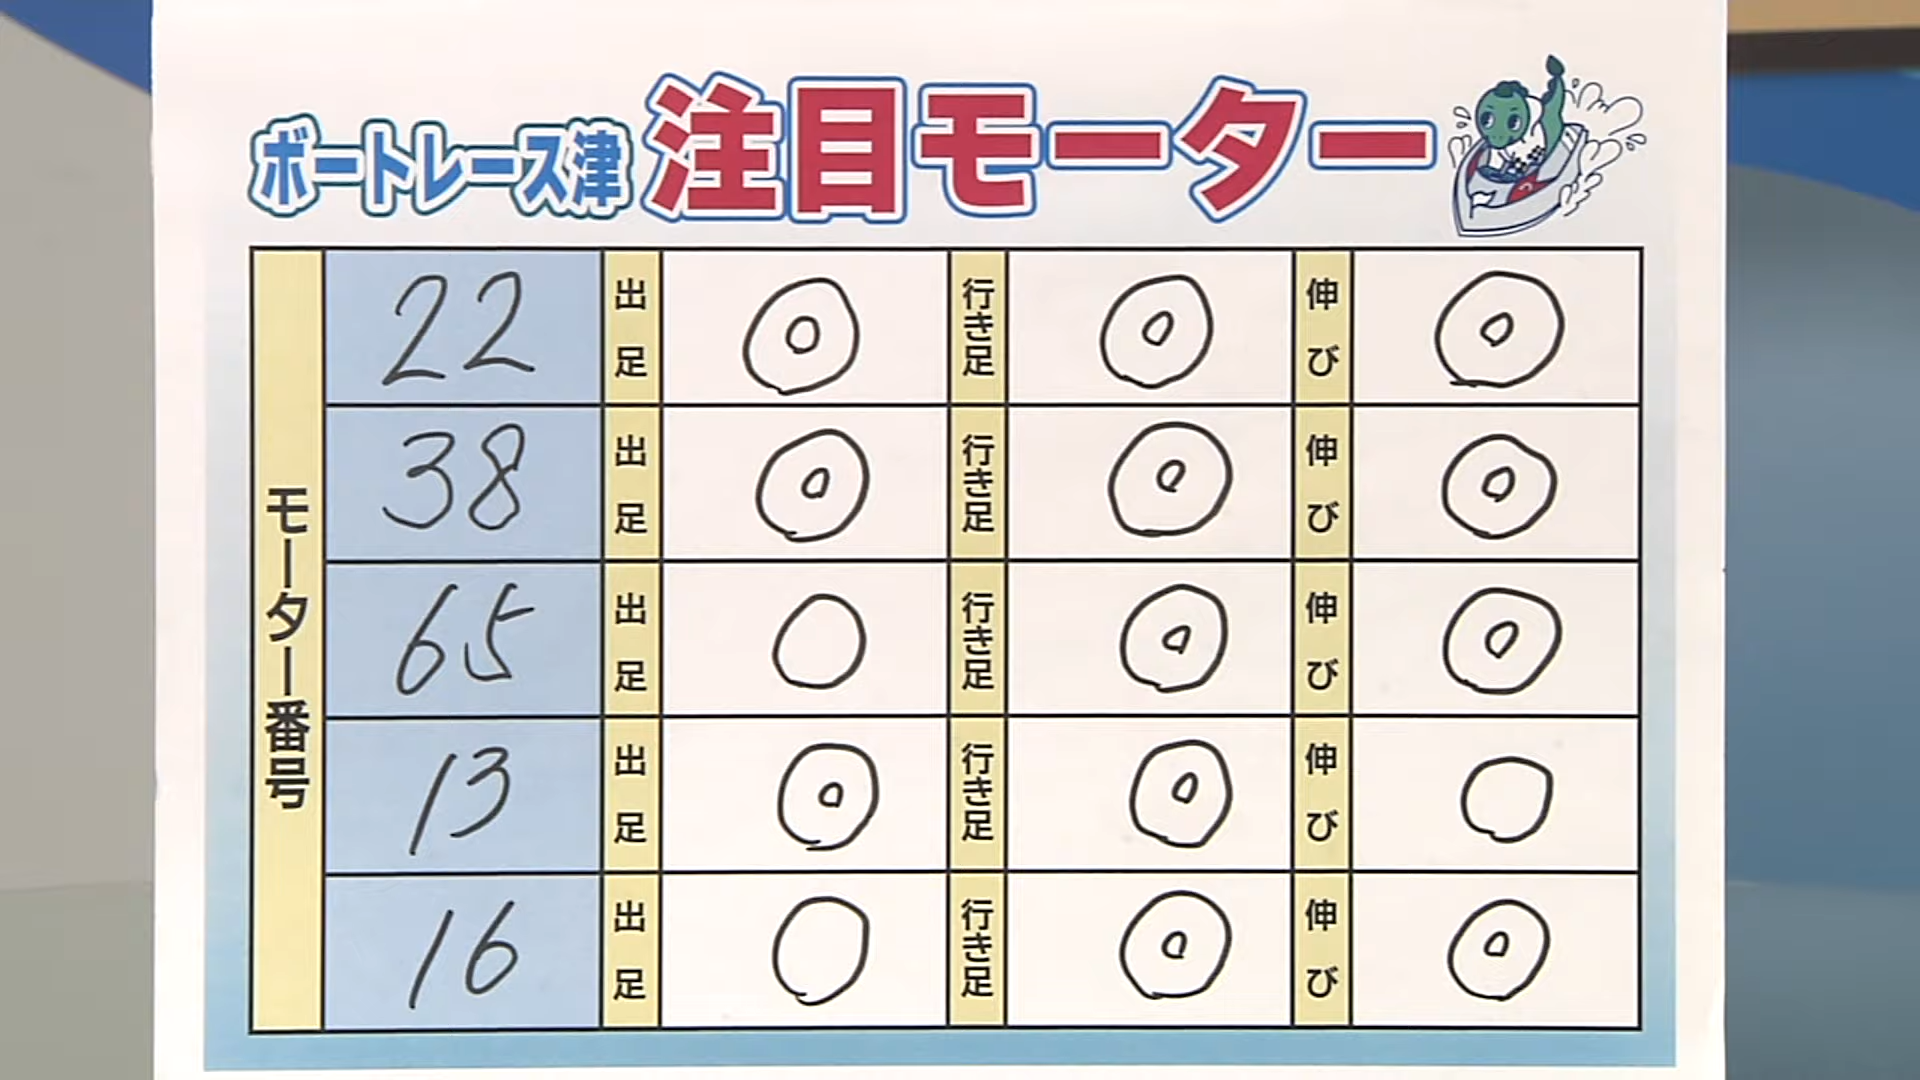 ボートレース津 注目モーター
モーター番号
22 出足 ◎ 行き足 ◎ 伸び ◎
38 出足 ◎ 行き足 ◎ 伸び ◎
65 出足 ○ 行き足 ◎ 伸び ◎
13 出足 ◎ 行き足 ◎ 伸び ○
16 出足 ○ 行き足 ◎ 伸び ◎